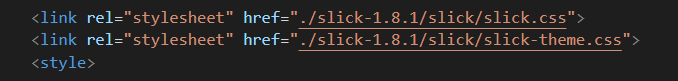 <link rel="stylesheet" href="./slick-1.8.1/slick/slick.css">
<link rel="stylesheet" href="./slick-1.8.1/slick/slick-theme.css">
<style>